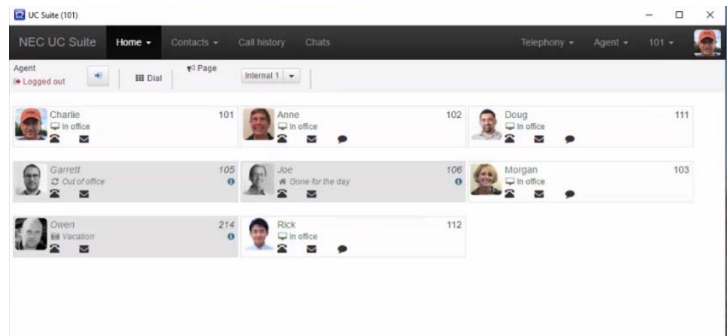 UC Suite (101)
NEC UC Suite Home Contacts Call history Chats Telephony Agent 101
Agent
Logged out Dial Page Internal 1
Charlie 101
In office
Anne 102
In office
Doug 111
In office
Garrett 105
Out of office
Joe 106
Gone for the day
Morgan 103
In office
Owen 214
Vacation
Rick 112
In office